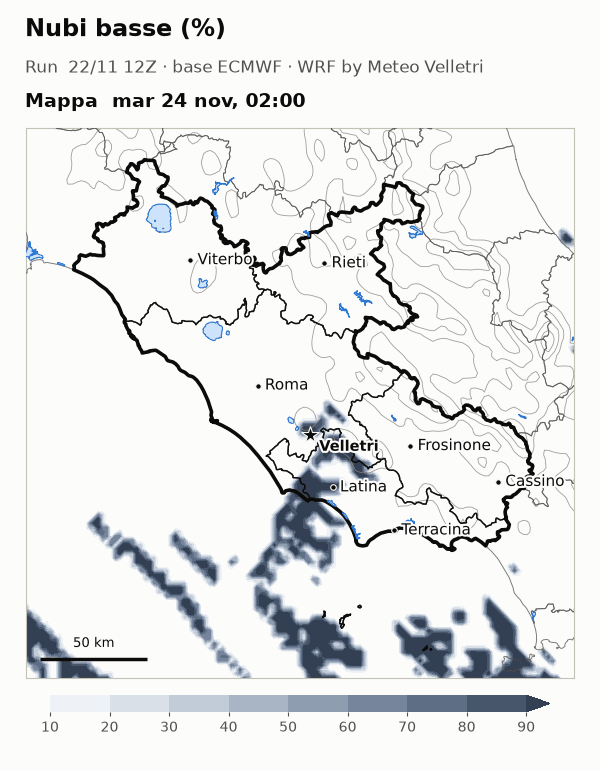 Nubi basse (%)
Run  22/11 12Z · base ECMWF · WRF by Meteo Velletri
Mappa  mar 24 nov, 02:00
Viterbo
Rieti
Roma
Velletri
Frosinone
Latina
Cassino
Terracina
50 km
10 20 30 40 50 60 70 80 90